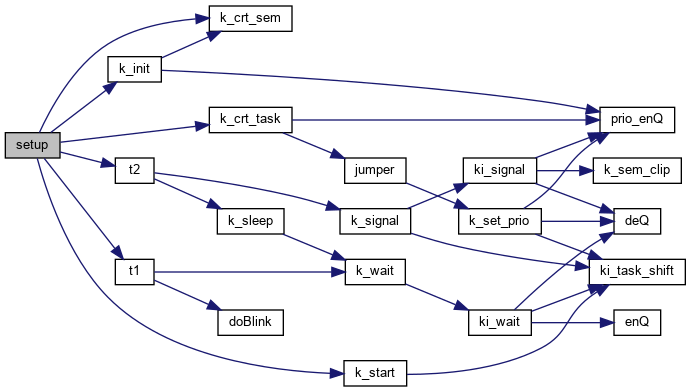 k_crt_sem
k_init
k_crt_task
prio_enQ
setup
t2
jumper
ki_signal
k_sem_clip
k_sleep
k_signal
k_set_prio
deQ
t1
k_wait
ki_task_shift
doBlink
ki_wait
enQ
k_start